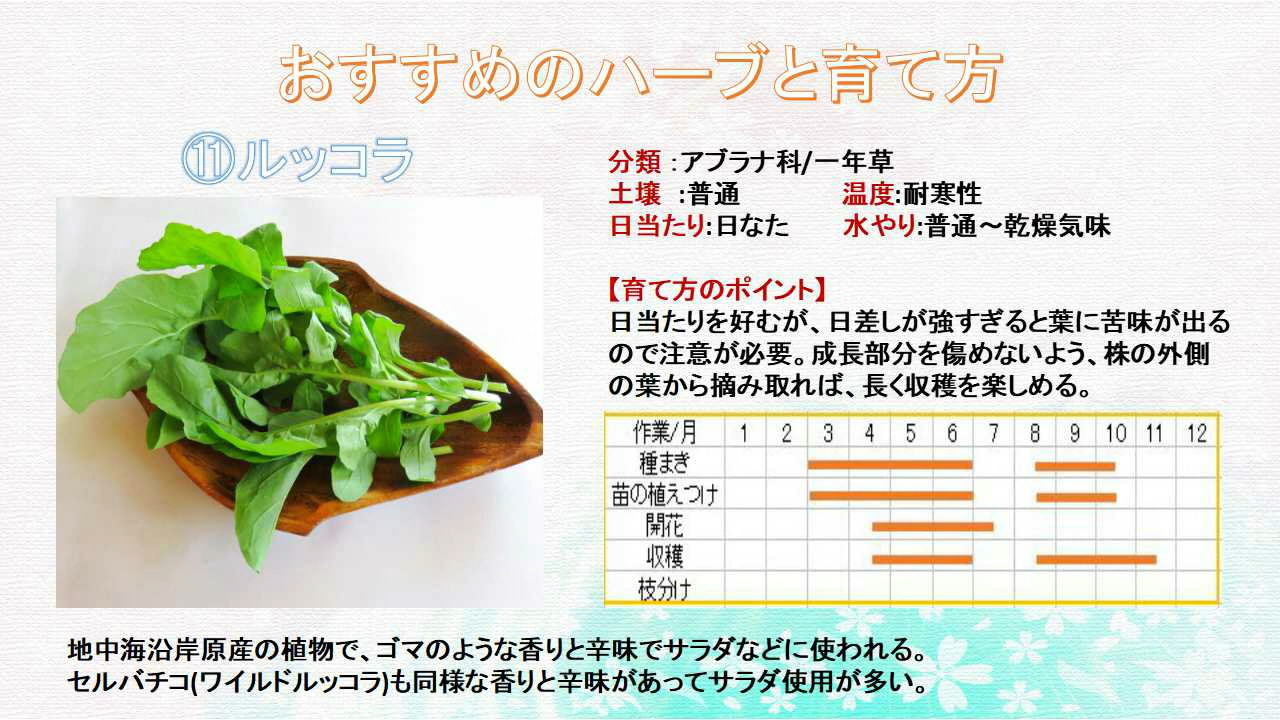 おすすめのハーブと育て方
⑪ルッコラ
分類：アブラナ科/一年草
土壌 :普通 温度:耐寒性
日当たり:日なた 水やり:普通～乾燥気味
【育て方のポイント】
日当たりを好むが、日差しが強すぎると葉に苦味が出る
ので注意が必要。成長部分を傷めないよう、株の外側
の葉から摘み取れば、長く収穫を楽しめる。
作業/月 1 2 3 4 5 6 7 8 9 10 11 12
種まき
苗の植えつけ
開花
収穫
枝分け
地中海沿岸原産の植物で、ゴマのような香りと辛味でサラダなどに使われる。
セルバチコ(ワイルドルッコラ)も同様な香りと辛味があってサラダ使用が多い。